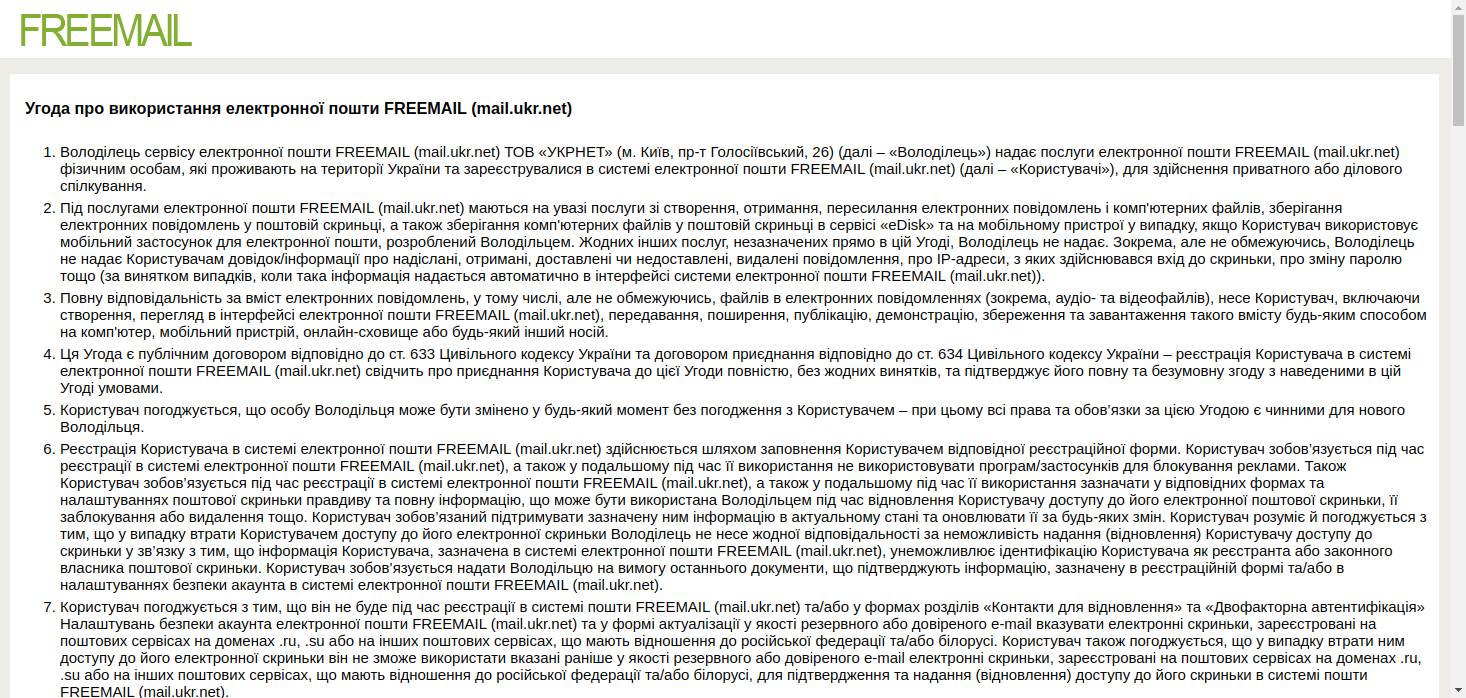 FREEMAIL
Угода про використання електронної пошти FREEMAIL (mail.ukr.net)
1. Володілець сервісу електронної пошти FREEMAIL (mail.ukr.net) ТОВ «УКРНЕТ» (м. Київ, пр-т Голосіївський, 26) (далі – «Володілець») надає послуги електронної пошти FREEMAIL (mail.ukr.net)
фізичним особам, які проживають на території України та зареєструвалися в системі електронної пошти FREEMAIL (mail.ukr.net) (далі – «Користувачі»), для здійснення приватного або ділового
спілкування.
2. Під послугами електронної пошти FREEMAIL (mail.ukr.net) маються на увазі послуги зі створення, отримання, пересилання електронних повідомлень і комп'ютерних файлів, зберігання
електронних повідомлень у поштовій скриньці, а також зберігання комп'ютерних файлів у поштовій скриньці в сервісі «eDisk» та на мобільному пристрої у випадку, якщо Користувач використовує
мобільний застосунок для електронної пошти, розроблений Володільцем. Жодних інших послуг, незазначених прямо в цій Угоді, Володілець не надає. Зокрема, але не обмежуючись, Володілець
не надає Користувачам довідок/інформації про надіслані, отримані, доставлені чи недоставлені, видалені повідомлення, про IP-адреси, з яких здійснювався вхід до скриньки, про зміну паролю
тощо (за винятком випадків, коли така інформація надається автоматично в інтерфейсі системи електронної пошти FREEMAIL (mail.ukr.net)).
3. Повну відповідальність за вміст електронних повідомлень, у тому числі, але не обмежуючись, файлів в електронних повідомленнях (зокрема, аудіо- та відеофайлів), несе Користувач, включаючи
створення, перегляд в інтерфейсі електронної пошти FREEMAIL (mail.ukr.net), передавання, поширення, публікацію, демонстрацію, збереження та завантаження такого вмісту будь-яким способом
на комп'ютер, мобільний пристрій, онлайн-сховище або будь-який інший носій.
4. Ця Угода є публічним договором відповідно до ст. 633 Цивільного кодексу України та договором приєднання відповідно до ст. 634 Цивільного кодексу України – реєстрація Користувача в системі
електронної пошти FREEMAIL (mail.ukr.net) свідчить про приєднання Користувача до цієї Угоди повністю, без жодних винятків, та підтверджує його повну та безумовну згоду з наведеними в цій
Угоді умовами.
5. Користувач погоджується, що особу Володільця може бути змінено у будь-який момент без погодження з Користувачем – при цьому всі права та обов’язки за цією Угодою є чинними для нового
Володільця.
6. Реєстрація Користувача в системі електронної пошти FREEMAIL (mail.ukr.net) здійснюється шляхом заповнення Користувачем відповідної реєстраційної форми. Користувач зобов’язується під час
реєстрації в системі електронної пошти FREEMAIL (mail.ukr.net), а також у подальшому під час її використання не використовувати програм/застосунків для блокування реклами. Також
Користувач зобов’язується під час реєстрації в системі електронної пошти FREEMAIL (mail.ukr.net), а також у подальшому під час її використання зазначати у відповідних формах та
налаштуваннях поштової скриньки правдиву та повну інформацію, що може бути використана Володільцем під час відновлення Користувачу доступу до його електронної поштової скриньки, її
заблокування або видалення тощо. Користувач зобов’язаний підтримувати зазначену ним інформацію в актуальному стані та оновлювати її за будь-яких змін. Користувач розуміє й погоджується з
тим, що у випадку втрати Користувачем доступу до його електронної скриньки Володілець не несе жодної відповідальності за неможливість надання (відновлення) Користувачу доступу до
скриньки у зв’язку з тим, що інформація Користувача, зазначена в системі електронної пошти FREEMAIL (mail.ukr.net), унеможливлює ідентифікацію Користувача як реєстранта або законного
власника поштової скриньки. Користувач зобов’язується надати Володільцю на вимогу останнього документи, що підтверджують інформацію, зазначену в реєстраційній формі та/або в
налаштуваннях безпеки акаунта в системі електронної пошти FREEMAIL (mail.ukr.net).
7. Користувач погоджується з тим, що він не буде під час реєстрації в системі пошти FREEMAIL (mail.ukr.net) та/або у формах розділів «Контакти для відновлення» та «Двофакторна автентифікація»
Налаштувань безпеки акаунта електронної пошти FREEMAIL (mail.ukr.net) та у формі актуалізації у якості резервного або довіреного e-mail вказувати електронні скриньки, зареєстровані на
поштових сервісах на доменах .ru, .su або на інших поштових сервісах, що мають відношення до російської федерації та/або білорусі. Користувач також погоджується, що у випадку втрати ним
доступу до його електронної скриньки він не зможе використати вказані раніше у якості резервного або довіреного e-mail електронні скриньки, зареєстровані на поштових сервісах на доменах .ru,
.su або на інших поштових сервісах, що мають відношення до російської федерації та/або білорусі, для підтвердження та надання (відновлення) доступу до його скриньки в системі пошти
FREEMAIL (mail.ukr.net).